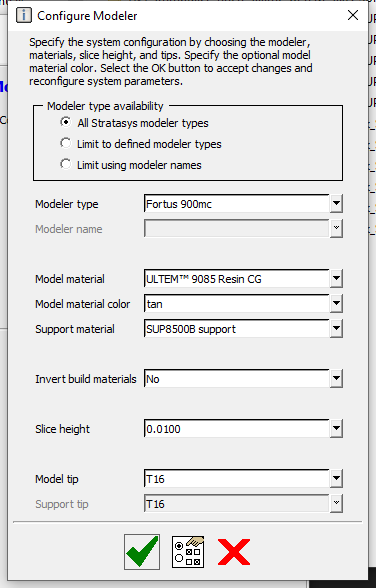 Configure Modeler
Specify the system configuration by choosing the modeler,
materials, slice height, and tips. Specify the optional model
material color. Select the OK button to accept changes and
reconfigure system parameters.
Modeler type availability
All Stratasys modeler types
Limit to defined modeler types
Limit using modeler names
Modeler type Fortus 900mc
Modeler name
Model material ULTEM™ 9085 Resin CG
Model material color tan
Support material SUP8500B support
Invert build materials No
Slice height 0.0100
Model tip T16
Support tip T16